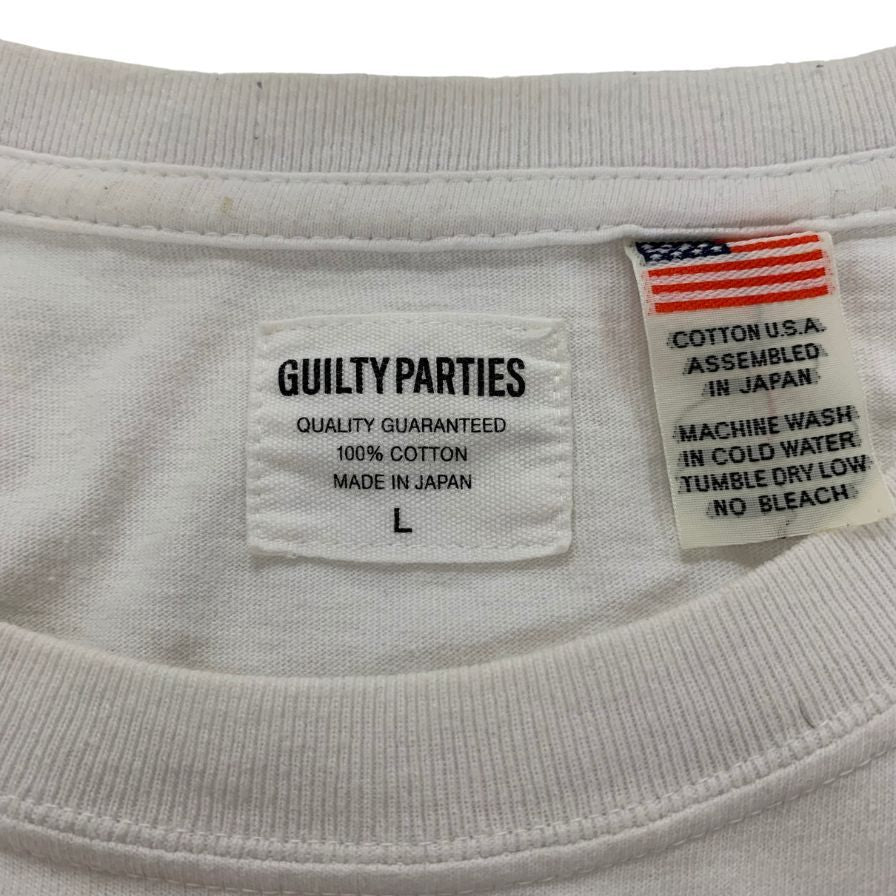 GUILTY PARTIES
QUALITY GUARANTEED
100% COTTON
MADE IN JAPAN
L
COTTON U.S.A.
ASSEMBLED
IN JAPAN
MACHINE WASH
IN COLD WATER
TUMBLE DRY LOW
NO BLEACH